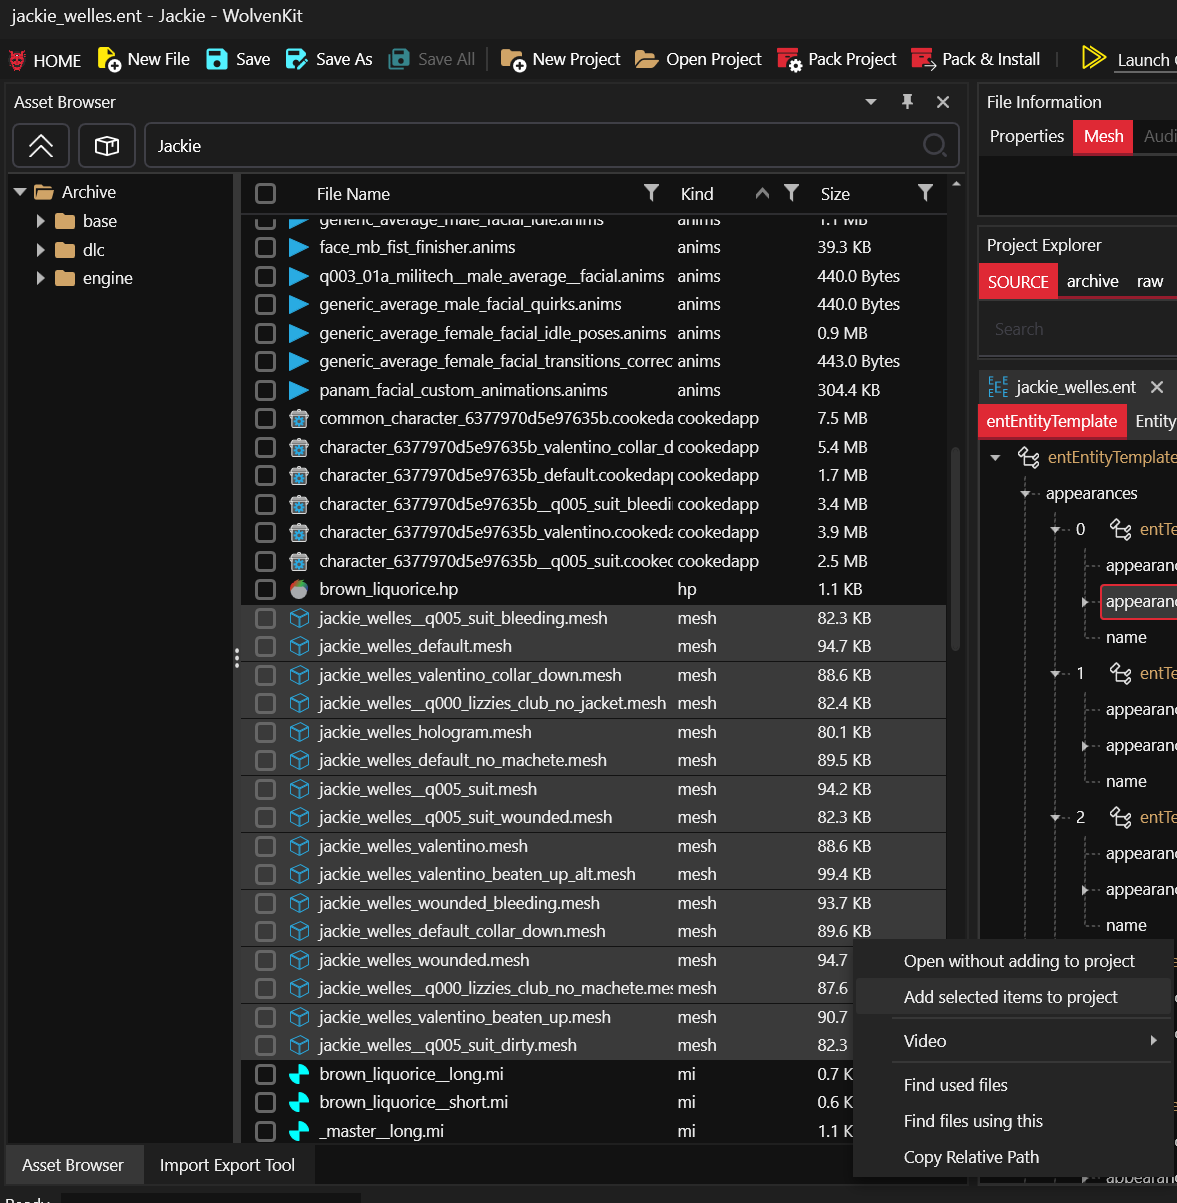 jackie_welles.ent - Jackie - WolvenKit
HOME New File Save Save As Save All New Project Open Project Pack Project Pack & Install Launch
Asset Browser
Jackie
Archive
base
dlc
engine
File Name Kind Size
generic_average_male_facial_idle.anims anims 1.1 MB
face_mb_fist_finisher.anims anims 39.3 KB
q003_01a_militech__male_average__facial.anims anims 440.0 Bytes
generic_average_male_facial_quirks.anims anims 440.0 Bytes
generic_average_female_facial_idle_poses.anims anims 0.9 MB
generic_average_female_facial_transitions_correc anims 443.0 Bytes
panam_facial_custom_animations.anims anims 304.4 KB
common_character_6377970d5e97635b.cookeda cookedapp 7.5 MB
character_6377970d5e97635b_valentino_collar_d cookedapp 5.4 MB
character_6377970d5e97635b_default.cookedapp cookedapp 1.7 MB
character_6377970d5e97635b__q005_suit_bleedi cookedapp 3.4 MB
character_6377970d5e97635b_valentino.cookeda cookedapp 3.9 MB
character_6377970d5e97635b__q005_suit.cooked cookedapp 2.5 MB
brown_liquorice.hp hp 1.1 KB
jackie_welles__q005_suit_bleeding.mesh mesh 82.3 KB
jackie_welles_default.mesh mesh 94.7 KB
jackie_welles_valentino_collar_down.mesh mesh 88.6 KB
jackie_welles__q000_lizzies_club_no_jacket.mesh mesh 82.4 KB
jackie_welles_hologram.mesh mesh 80.1 KB
jackie_welles_default_no_machete.mesh mesh 89.5 KB
jackie_welles__q005_suit.mesh mesh 94.2 KB
jackie_welles__q005_suit_wounded.mesh mesh 82.3 KB
jackie_welles_valentino.mesh mesh 88.6 KB
jackie_welles_valentino_beaten_up_alt.mesh mesh 99.4 KB
jackie_welles_wounded_bleeding.mesh mesh 93.7 KB
jackie_welles_default_collar_down.mesh mesh 89.6 KB
jackie_welles_wounded.mesh mesh 94.7
jackie_welles__q000_lizzies_club_no_machete.mes mesh 87.6
jackie_welles_valentino_beaten_up.mesh mesh 90.7
jackie_welles__q005_suit_dirty.mesh mesh 82.3
brown_liquorice__long.mi mi 0.7 K
brown_liquorice__short.mi mi 0.6 K
_master__long.mi mi 1.1 K
Asset Browser Import Export Tool
Ready
File Information
Properties Mesh Audi
Project Explorer
SOURCE archive raw
Search
jackie_welles.ent
entEntityTemplate Entity
entEntityTemplate
appearances
0 entTe
appearan
appearan
name
1 entTe
appearan
appearan
name
2 entTe
appearan
appearan
name
Open without adding to project
Add selected items to project
Video
Find used files
Find files using this
Copy Relative Path
appearan